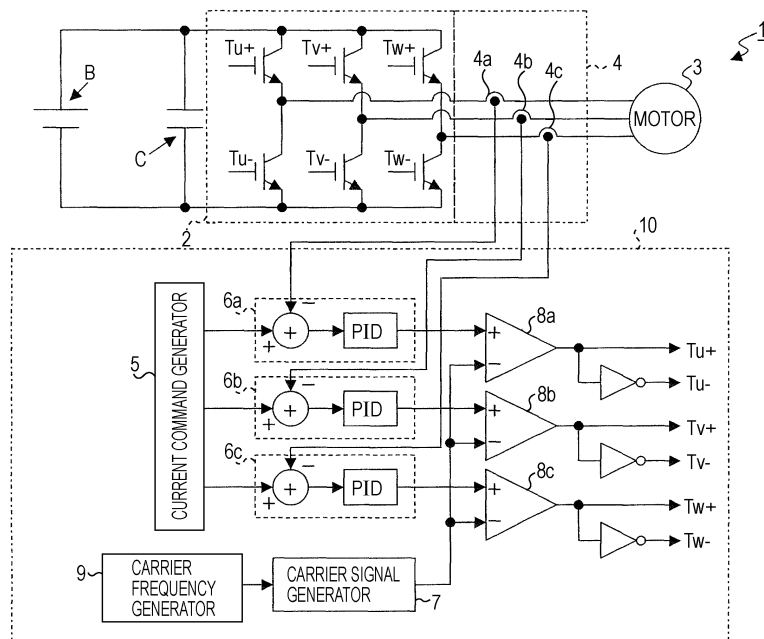 1
B
C
Tu+
Tv+
Tw+
Tu-
Tv-
Tw-
2
4a
4b
4c
4
3
MOTOR
10
5
CURRENT COMMAND GENERATOR
6a
−
+
+
PID
6b
−
+
+
PID
6c
−
+
+
PID
8a
+
−
8b
+
−
8c
+
−
Tu+
Tu-
Tv+
Tv-
Tw+
Tw-
9
CARRIER
FREQUENCY
GENERATOR
CARRIER SIGNAL
GENERATOR
7